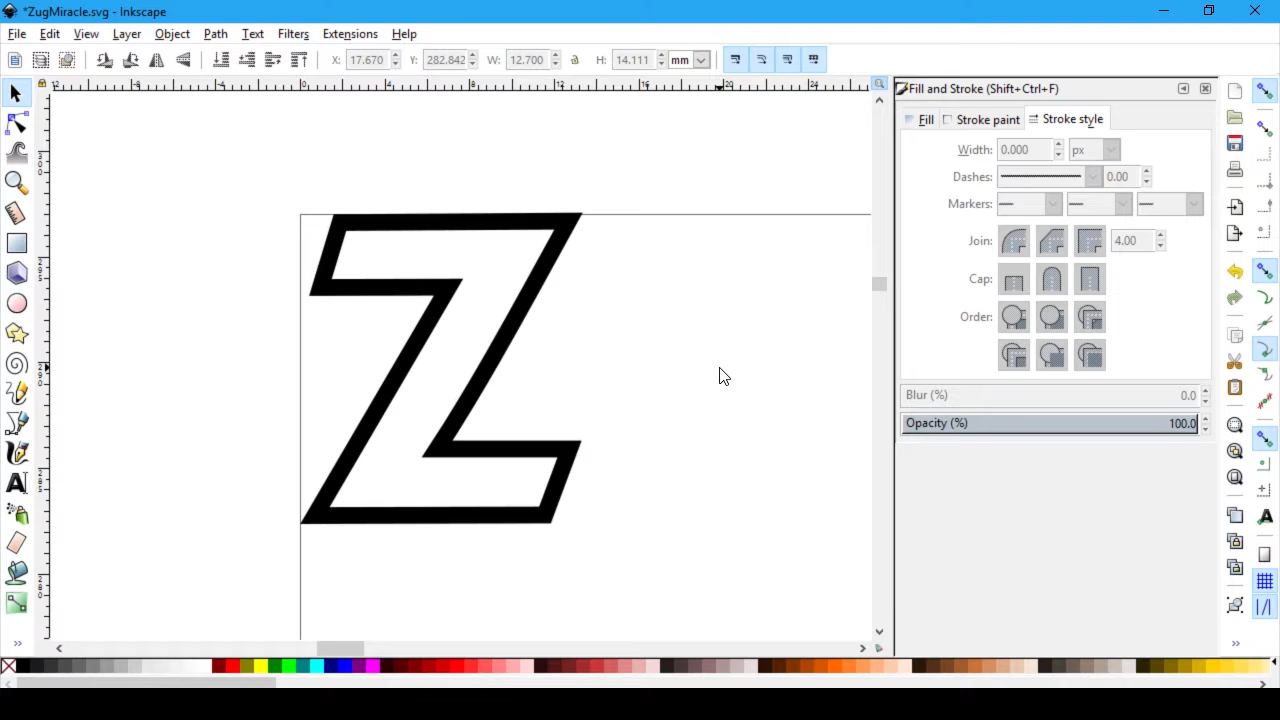 *ZugMiracle.svg - Inkscape
File Edit View Layer Object Path Text Filters Extensions Help
X: 17.670 Y: 282.842 W: 12.700 H: 14.111 mm
Fill and Stroke (Shift+Ctrl+F)
Fill Stroke paint Stroke style
Width: 0.000 px
Dashes: 0.00
Markers:
Join: 4.00
Cap:
Order:
Blur (%) 0.0
Opacity (%) 100.0
Z